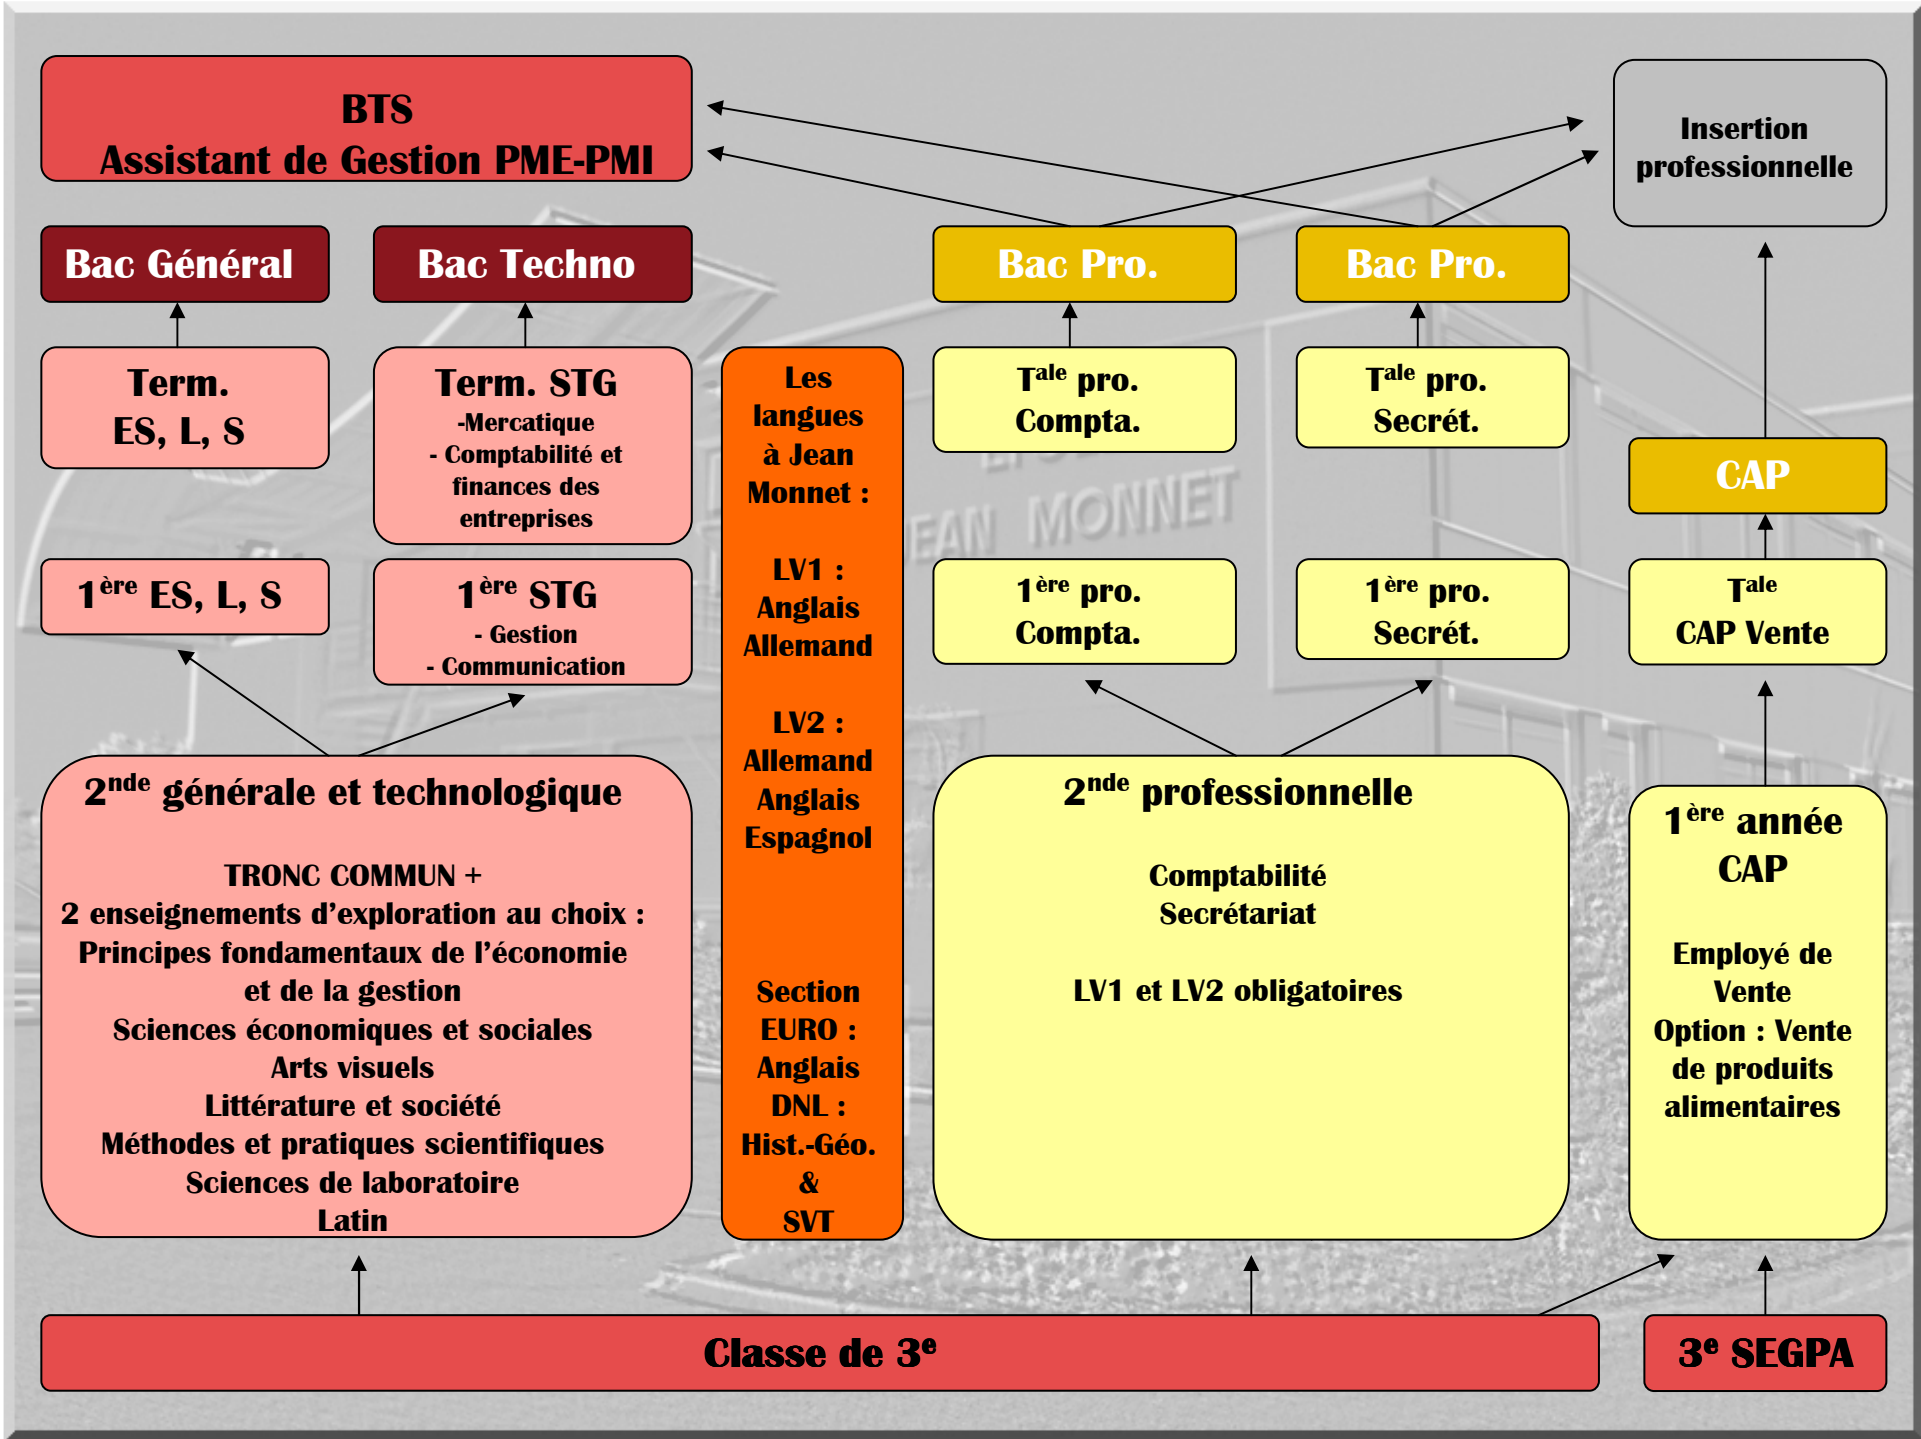 BTS
Assistant de Gestion PME-PMI
Insertion
professionnelle
Bac Général
Bac Techno
Bac Pro.
Bac Pro.
Term.
ES, L, S
Term. STG
-Mercatique
- Comptabilité et
finances des
entreprises
Tale pro.
Compta.
Tale pro.
Secrét.
CAP
1ère ES, L, S
1ère STG
- Gestion
- Communication
1ère pro.
Compta.
1ère pro.
Secrét.
Tale
CAP Vente
Les
langues
à Jean
Monnet :
LV1 :
Anglais
Allemand
LV2 :
Allemand
Anglais
Espagnol
Section
EURO :
Anglais
DNL :
Hist.-Géo.
&
SVT
JEAN MONNET
2nde générale et technologique
TRONC COMMUN +
2 enseignements d’exploration au choix :
Principes fondamentaux de l’économie
et de la gestion
Sciences économiques et sociales
Arts visuels
Littérature et société
Méthodes et pratiques scientifiques
Sciences de laboratoire
Latin
2nde professionnelle
Comptabilité
Secrétariat
LV1 et LV2 obligatoires
1ère année
CAP
Employé de
Vente
Option : Vente
de produits
alimentaires
Classe de 3e
3e SEGPA